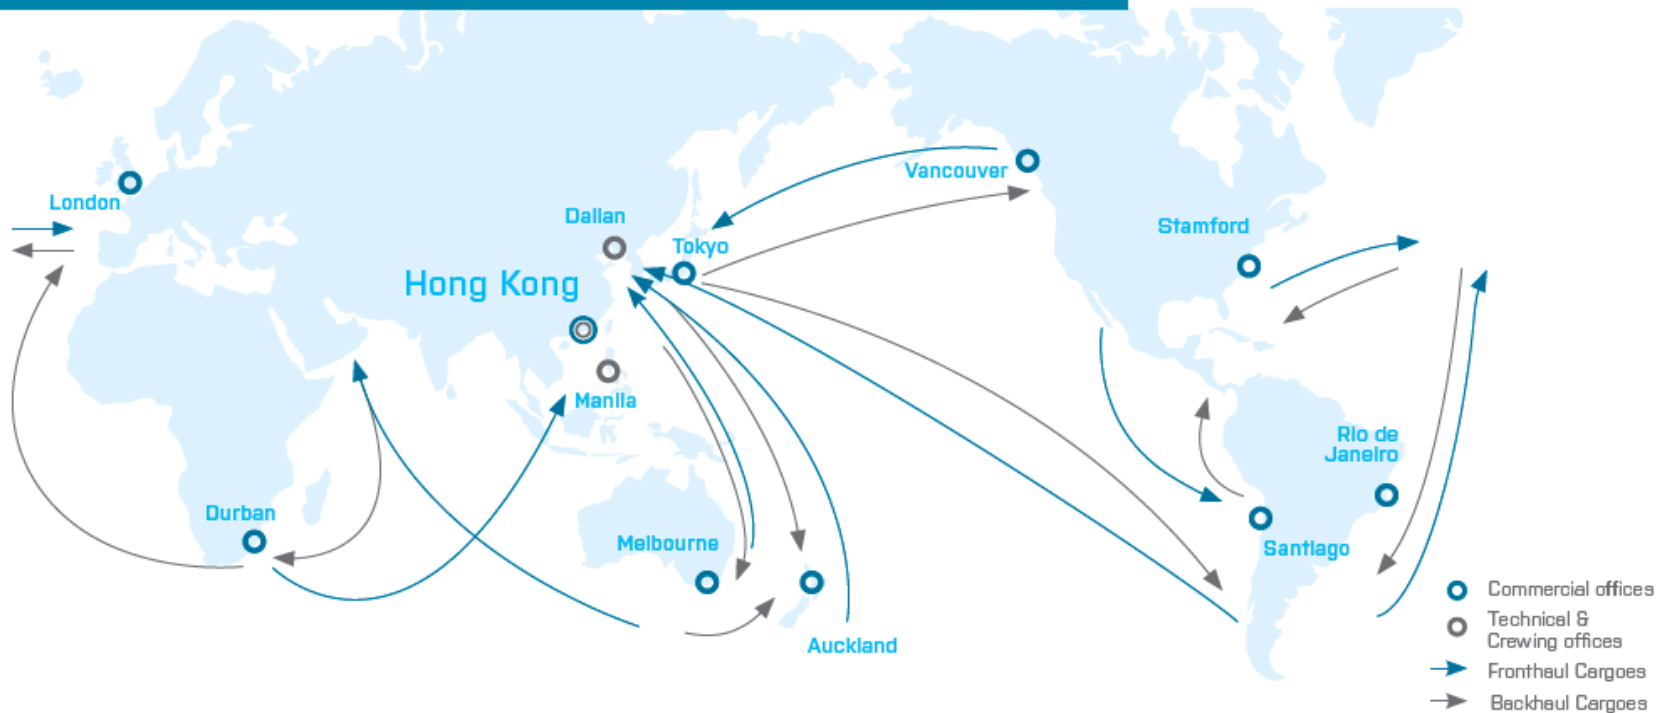 Vancouver
London
Dalian
Stamford
Tokyo
Hong Kong
Manila
Rio de
Janeiro
Durban
Melbourne
Santiago
Auckland
Commercial offices
Technical &
Crewing offices
Fronthaul Cargoes
Backhaul Cargoes